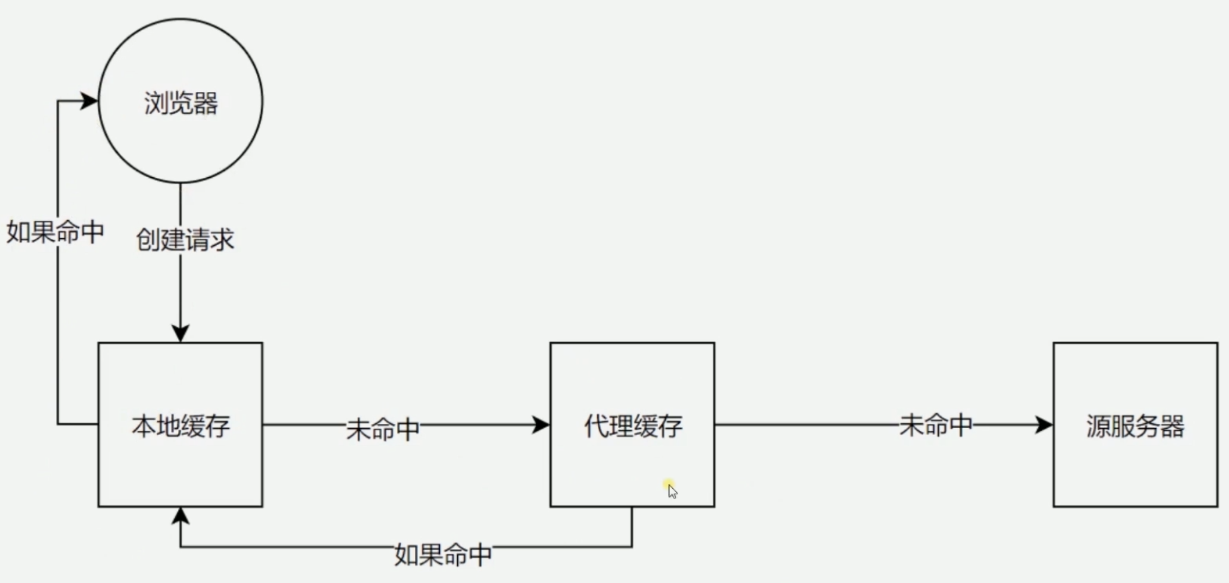 浏览器
如果命中
创建请求
本地缓存
未命中
代理缓存
未命中
源服务器
如果命中